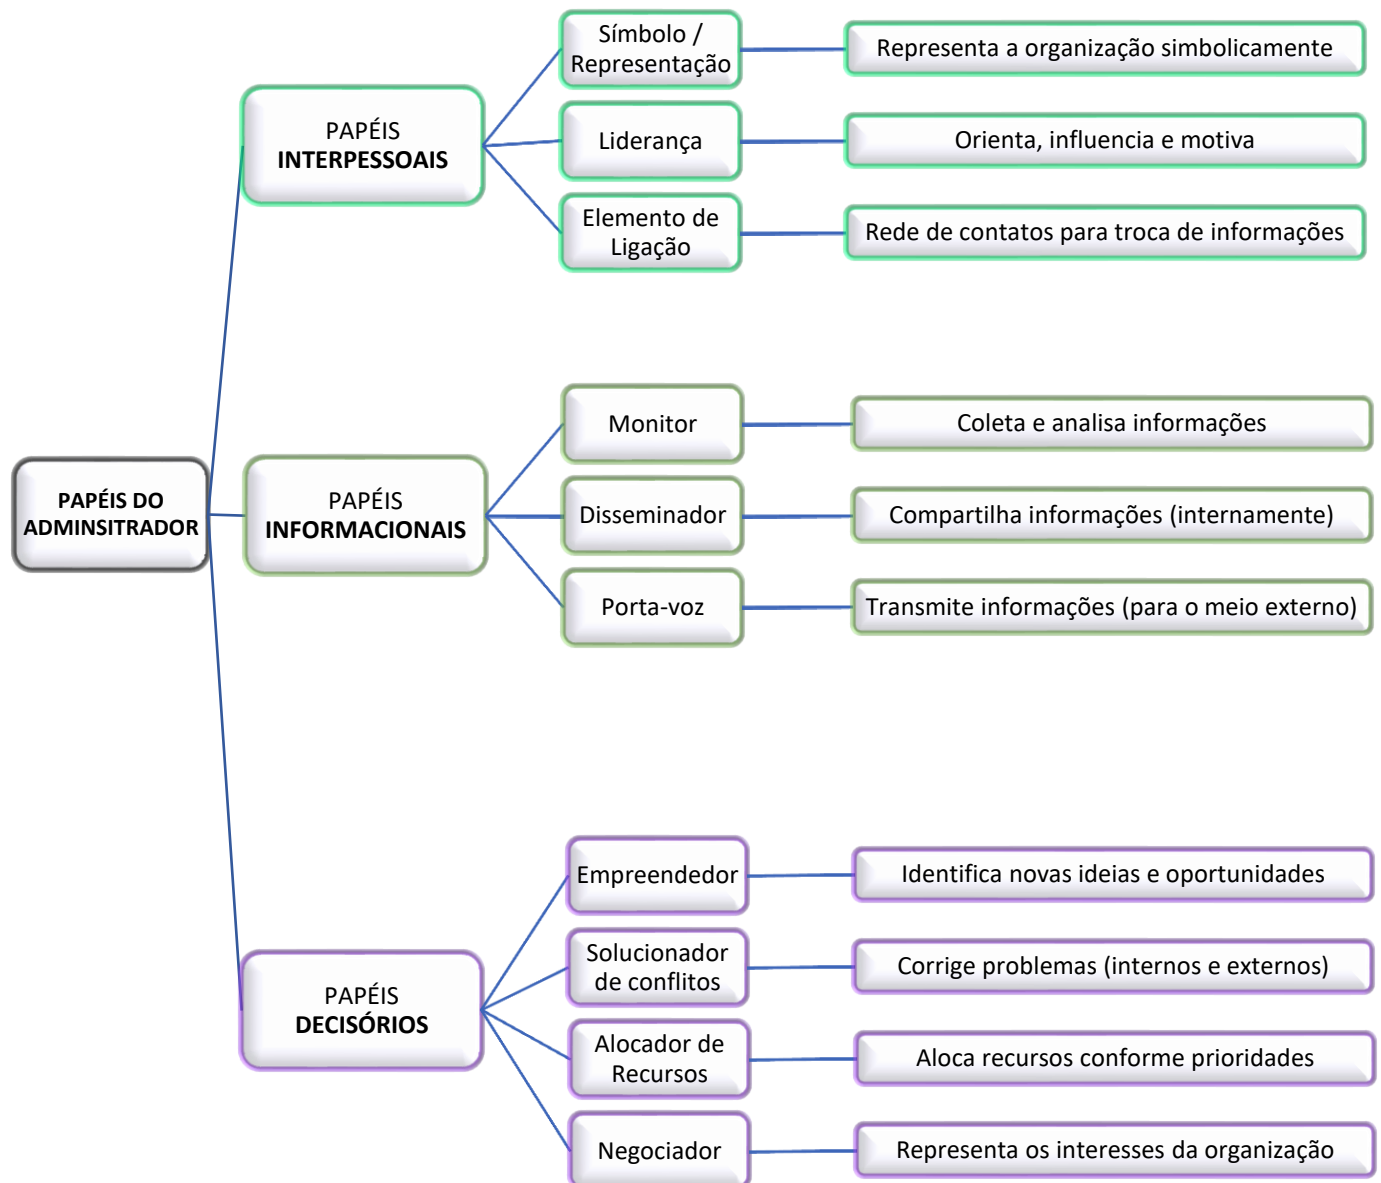 PAPÉIS DO
ADMINSITRADOR
PAPÉIS
INTERPESSOAIS
Símbolo /
Representação
Representa a organização simbolicamente
Liderança
Orienta, influencia e motiva
Elemento de
Ligação
Rede de contatos para troca de informações
PAPÉIS
INFORMACIONAIS
Monitor
Coleta e analisa informações
Disseminador
Compartilha informações (internamente)
Porta-voz
Transmite informações (para o meio externo)
PAPÉIS
DECISÓRIOS
Empreendedor
Identifica novas ideias e oportunidades
Solucionador
de conflitos
Corrige problemas (internos e externos)
Alocador de
Recursos
Aloca recursos conforme prioridades
Negociador
Representa os interesses da organização